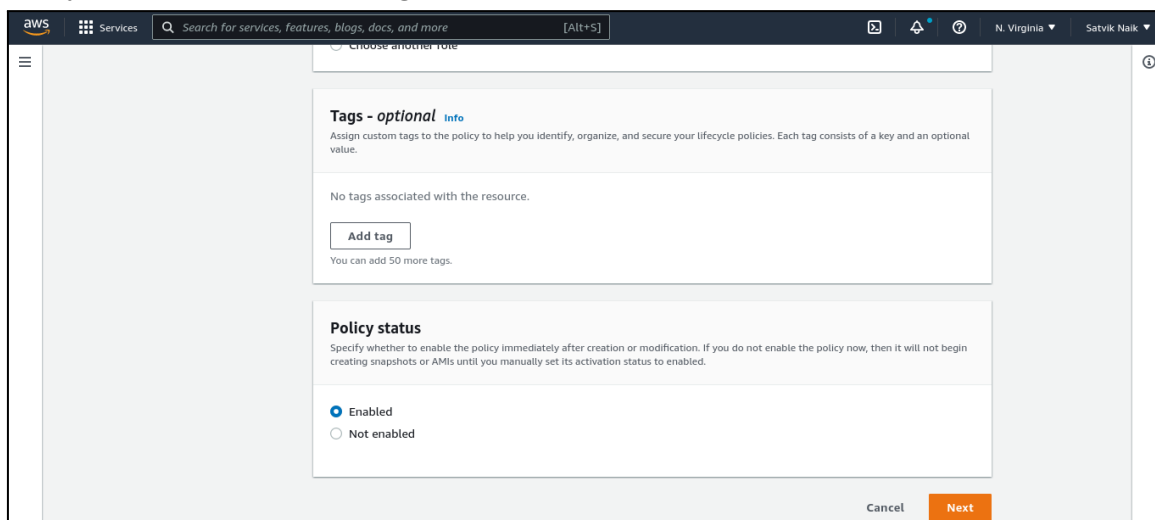 aws
Services
Search for services, features, blogs, docs, and more
[Alt+S]
N. Virginia ▼
Satvik Naik ▼
Choose another role
Tags - optional Info
Assign custom tags to the policy to help you identify, organize, and secure your lifecycle policies. Each tag consists of a key and an optional
value.
No tags associated with the resource.
Add tag
You can add 50 more tags.
Policy status
Specify whether to enable the policy immediately after creation or modification. If you do not enable the policy now, then it will not begin
creating snapshots or AMIs until you manually set its activation status to enabled.
Enabled
Not enabled
Cancel
Next